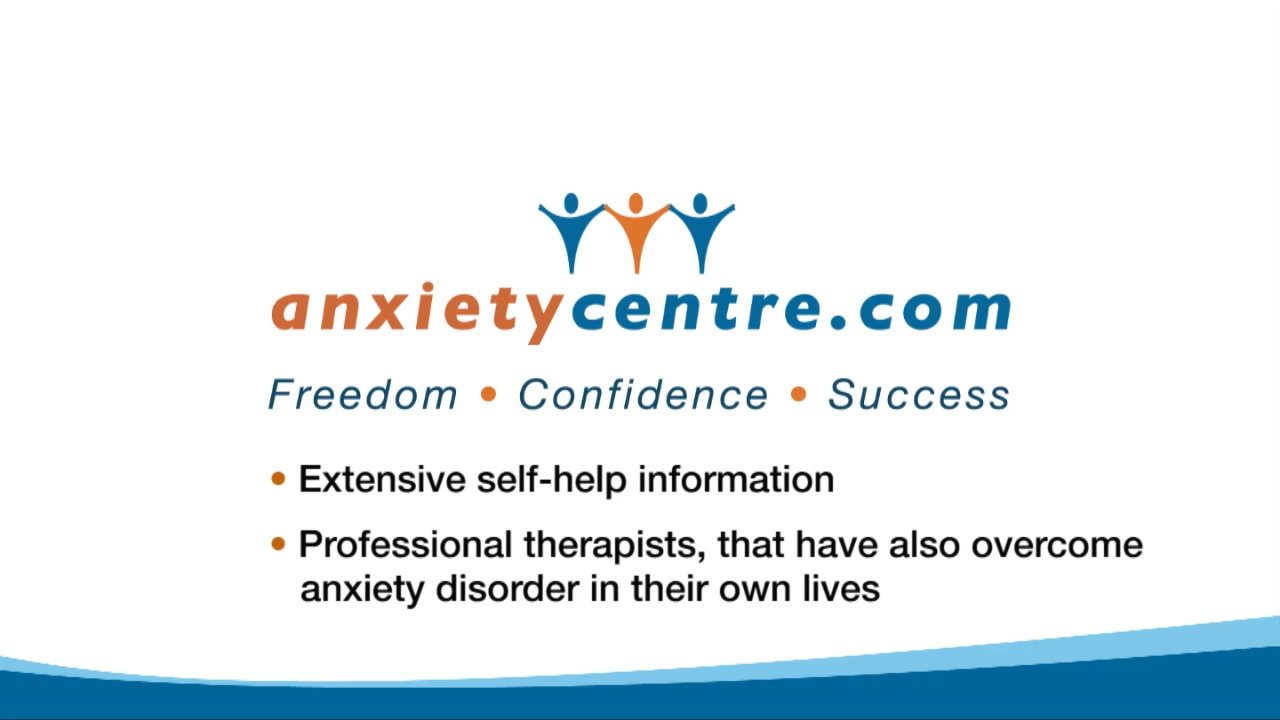 anxietycentre.com
Freedom • Confidence • Success
• Extensive self-help information
• Professional therapists, that have also overcome
anxiety disorder in their own lives